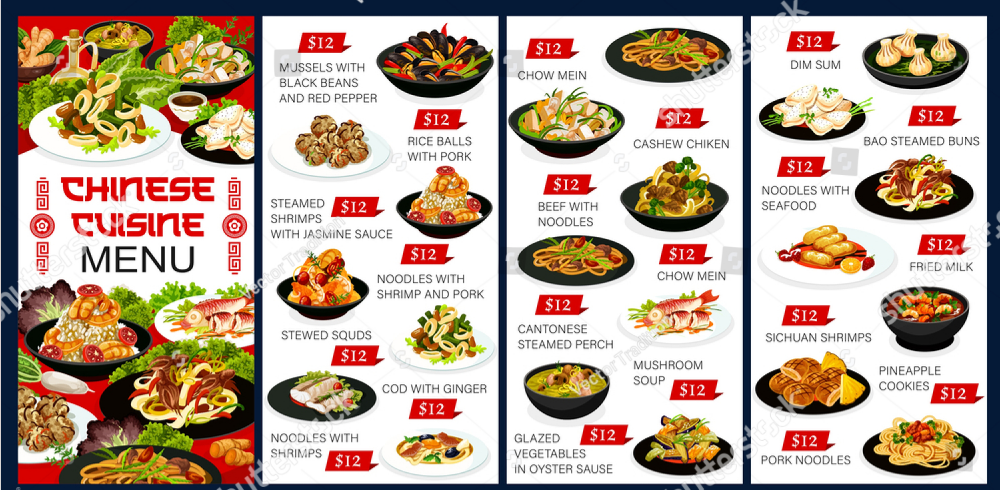 CHINESE
CUISINE
MENU
$12
MUSSELS WITH
BLACK BEANS
AND RED PEPPER
$12
RICE BALLS
WITH PORK
STEAMED
SHRIMPS
WITH JASMINE SAUCE
$12
$12
NOODLES WITH
SHRIMP AND PORK
STEWED SQUDS
$12
COD WITH GINGER
$12
NOODLES WITH
SHRIMPS
$12
$12
CHOW MEIN
$12
CASHEW CHIKEN
$12
BEEF WITH
NOODLES
$12
CHOW MEIN
$12
CANTONESE
STEAMED PERCH
MUSHROOM
SOUP
$12
GLAZED
VEGETABLES
IN OYSTER SAUSE
$12
$12
DIM SUM
$12
BAO STEAMED BUNS
$12
NOODLES WITH
SEAFOOD
$12
FRIED MILK
$12
SICHUAN SHRIMPS
PINEAPPLE
COOKIES
$12
$12
PORK NOODLES